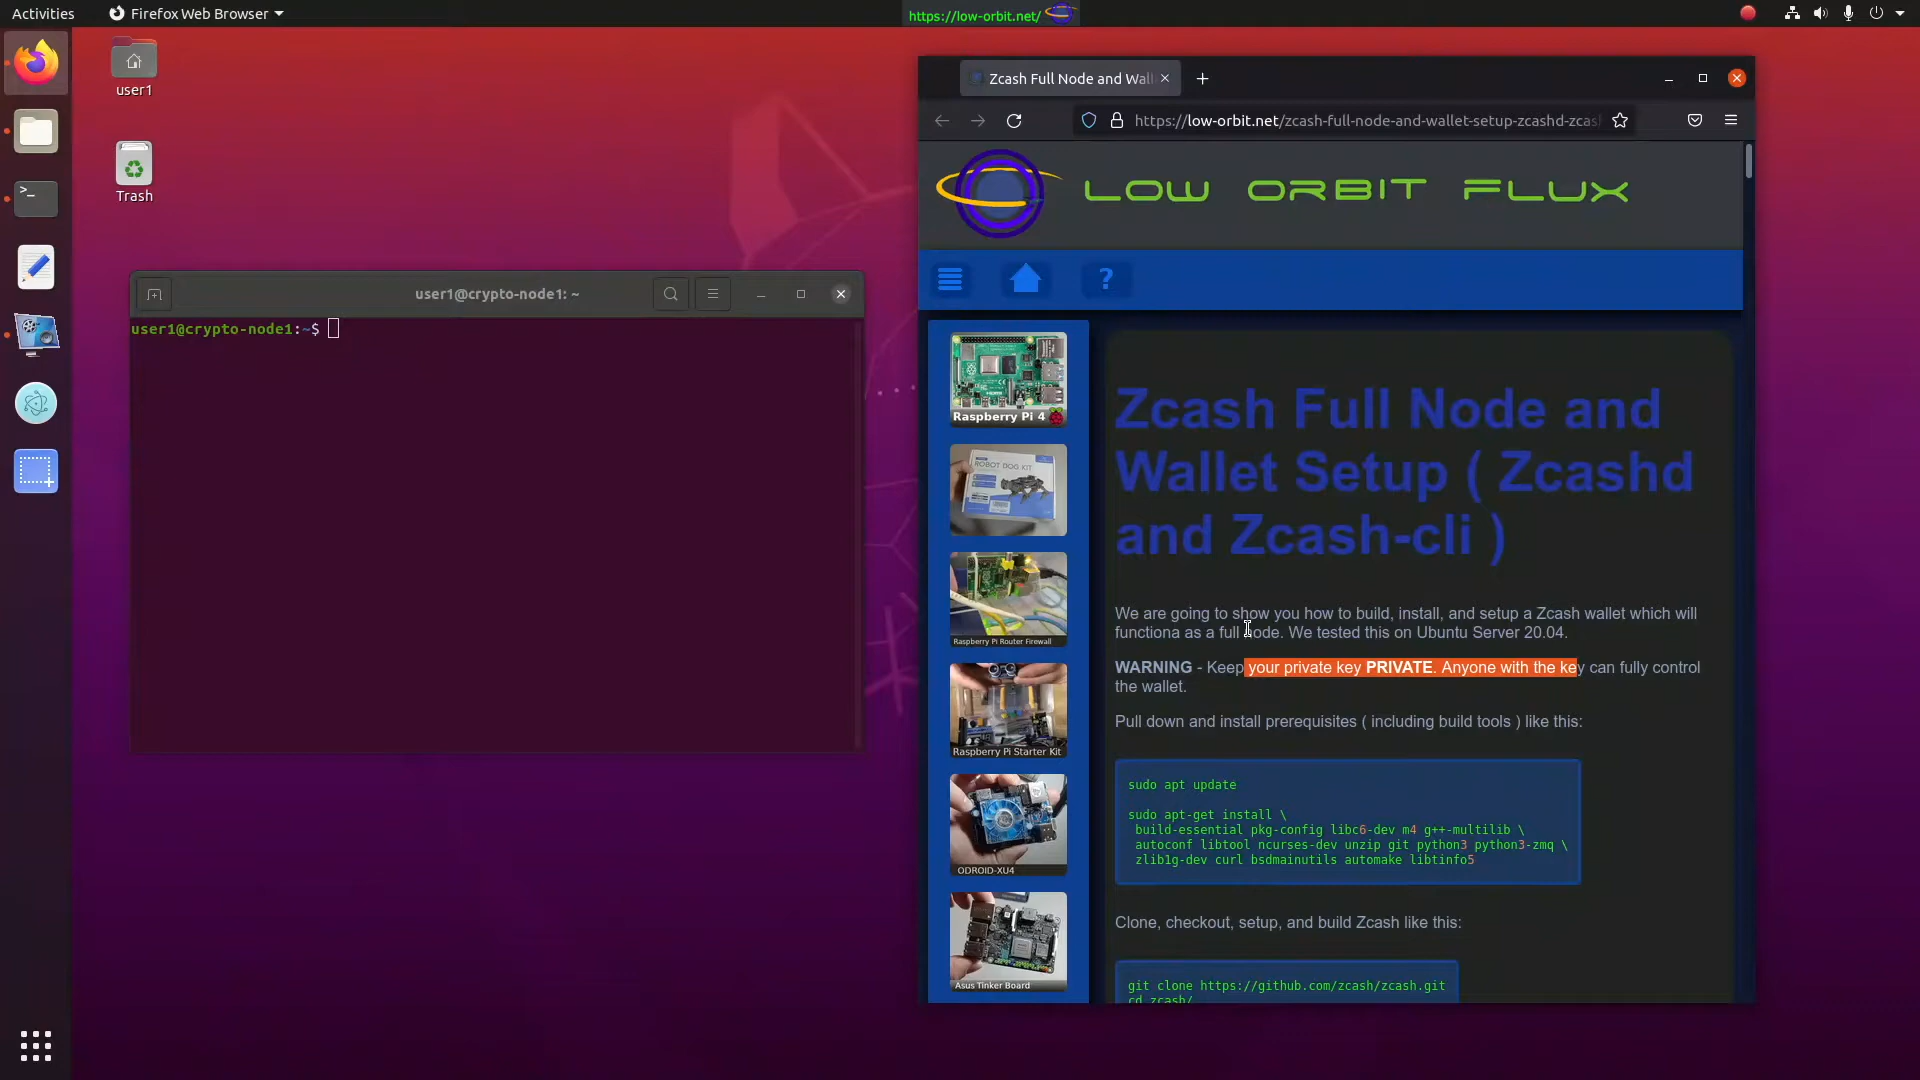 Activities
Firefox Web Browser
https://low-orbit.net/
user1
Trash
user1@crypto-node1: ~
user1@crypto-node1:~$
Zcash Full Node and Wal
https://low-orbit.net/zcash-full-node-and-wallet-setup-zcashd-zcas
LOW ORBIT FLUX
?
Raspberry Pi 4
ROBOT DOG KIT
Raspberry Pi Router Firewall
Raspberry Pi Starter Kit
ODROID-XU4
Asus Tinker Board
Zcash Full Node and
Wallet Setup ( Zcashd
and Zcash-cli )
We are going to show you how to build, install, and setup a Zcash wallet which will
functiona as a full node. We tested this on Ubuntu Server 20.04.
WARNING - Keep your private key PRIVATE. Anyone with the key can fully control
the wallet.
Pull down and install prerequisites ( including build tools ) like this:
sudo apt update
sudo apt-get install \
build-essential pkg-config libc6-dev m4 g++-multilib \
autoconf libtool ncurses-dev unzip git python3 python3-zmq \
zlib1g-dev curl bsdmainutils automake libtinfo5
Clone, checkout, setup, and build Zcash like this:
git clone https://github.com/zcash/zcash.git
cd zcash/